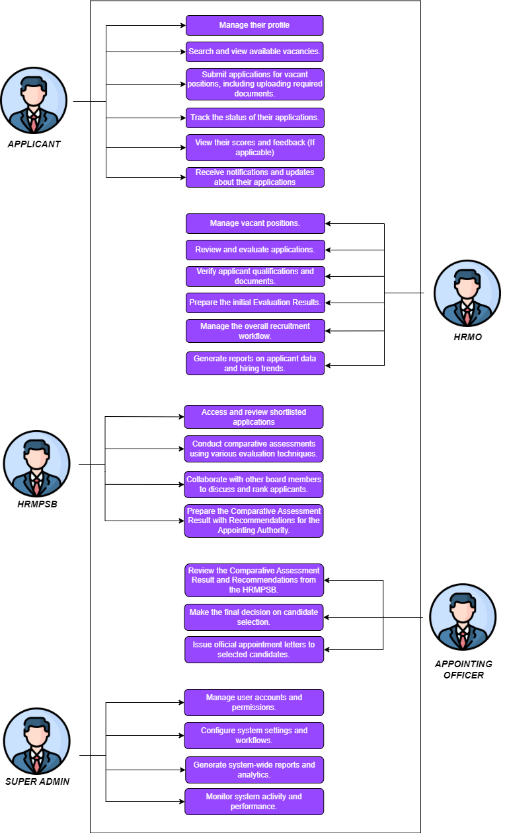 Manage their profile
Search and view available vacancies.
Submit applications for vacant
positions, including uploading required
documents.
Track the status of their applications.
View their scores and feedback (If
applicable)
Receive notifications and updates
about their applications
APPLICANT
Manage vacant positions.
Review and evaluate applications.
Verify applicant qualifications and
documents.
Prepare the initial Evaluation Results.
Manage the overall recruitment
workflow.
Generate reports on applicant data
and hiring trends.
HRMO
Access and review shortlisted
applications
Conduct comparative assessments
using various evaluation techniques.
Collaborate with other board members
to discuss and rank applicants.
Prepare the Comparative Assessment
Result with Recommendations for the
Appointing Authority.
HRMPSB
Review the Comparative Assessment
Result and Recommendations from
the HRMPSB.
Make the final decision on candidate
selection.
Issue official appointment letters to
selected candidates.
APPOINTING
OFFICER
Manage user accounts and
permissions.
Configure system settings and
workflows.
Generate system-wide reports and
analytics.
Monitor system activity and
performance.
SUPER ADMIN